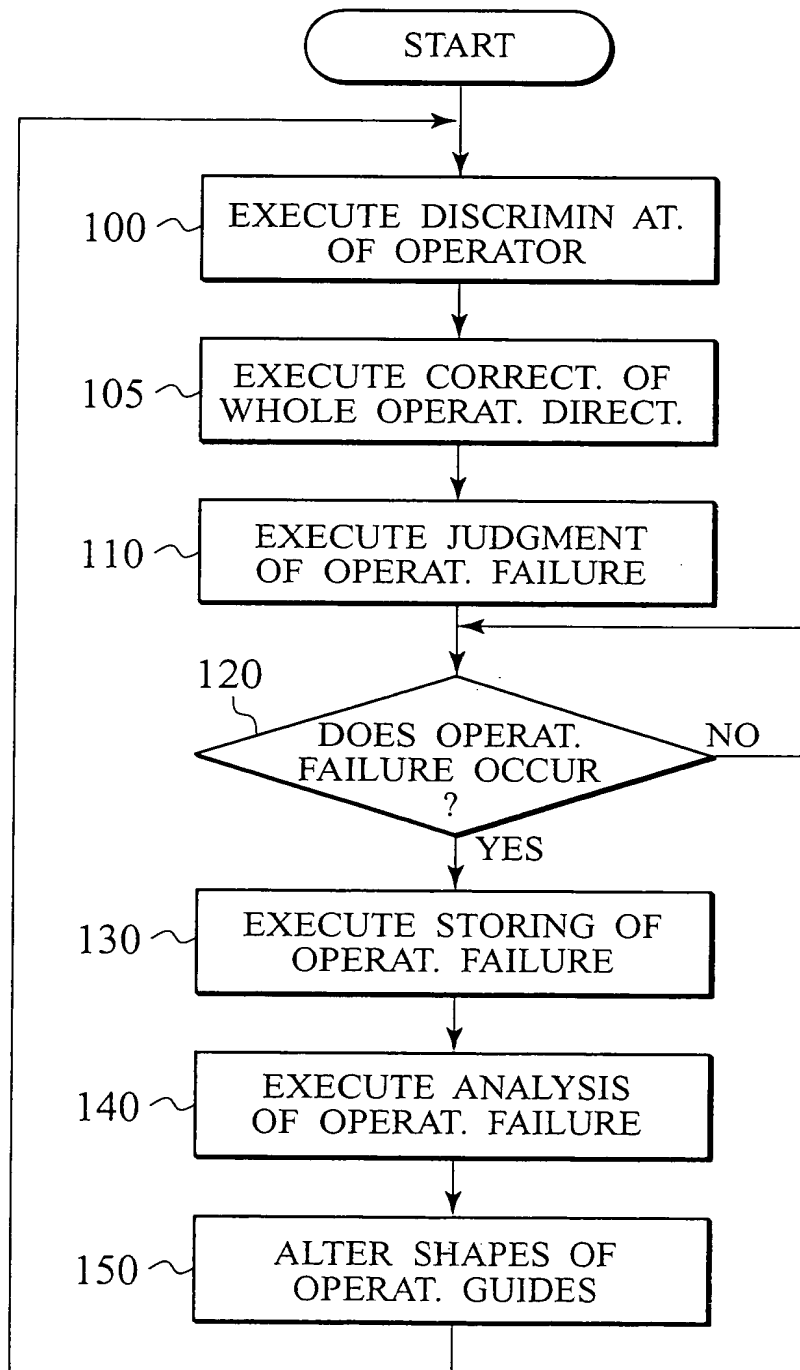 START
100
EXECUTE DISCRIMIN AT.
OF OPERATOR
105
EXECUTE CORRECT. OF
WHOLE OPERAT. DIRECT.
110
EXECUTE JUDGMENT
OF OPERAT. FAILURE
120
DOES OPERAT.
FAILURE OCCUR
?
NO
YES
130
EXECUTE STORING OF
OPERAT. FAILURE
140
EXECUTE ANALYSIS
OF OPERAT. FAILURE
150
ALTER SHAPES OF
OPERAT. GUIDES